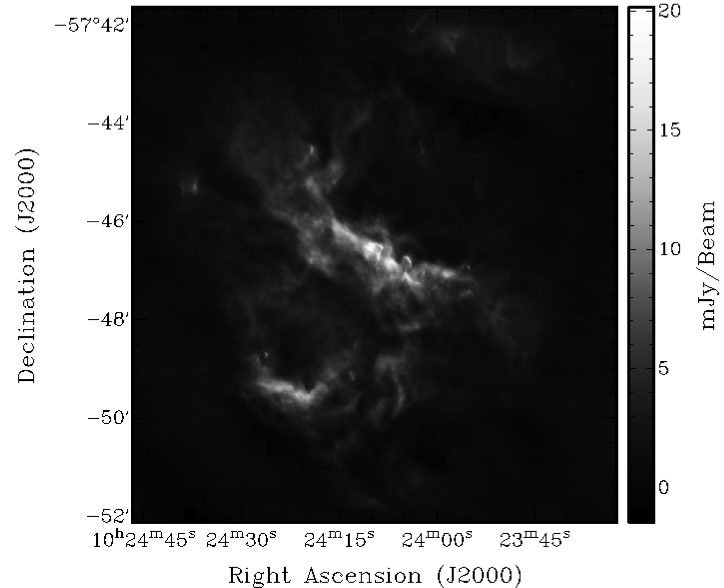 −57°42′
−44′
−46′
−48′
−50′
−52′
Declination (J2000)
10ʰ24ᵐ45ˢ 24ᵐ30ˢ 24ᵐ15ˢ 24ᵐ00ˢ 23ᵐ45ˢ
Right Ascension (J2000)
20
15
10
5
0
mJy/Beam